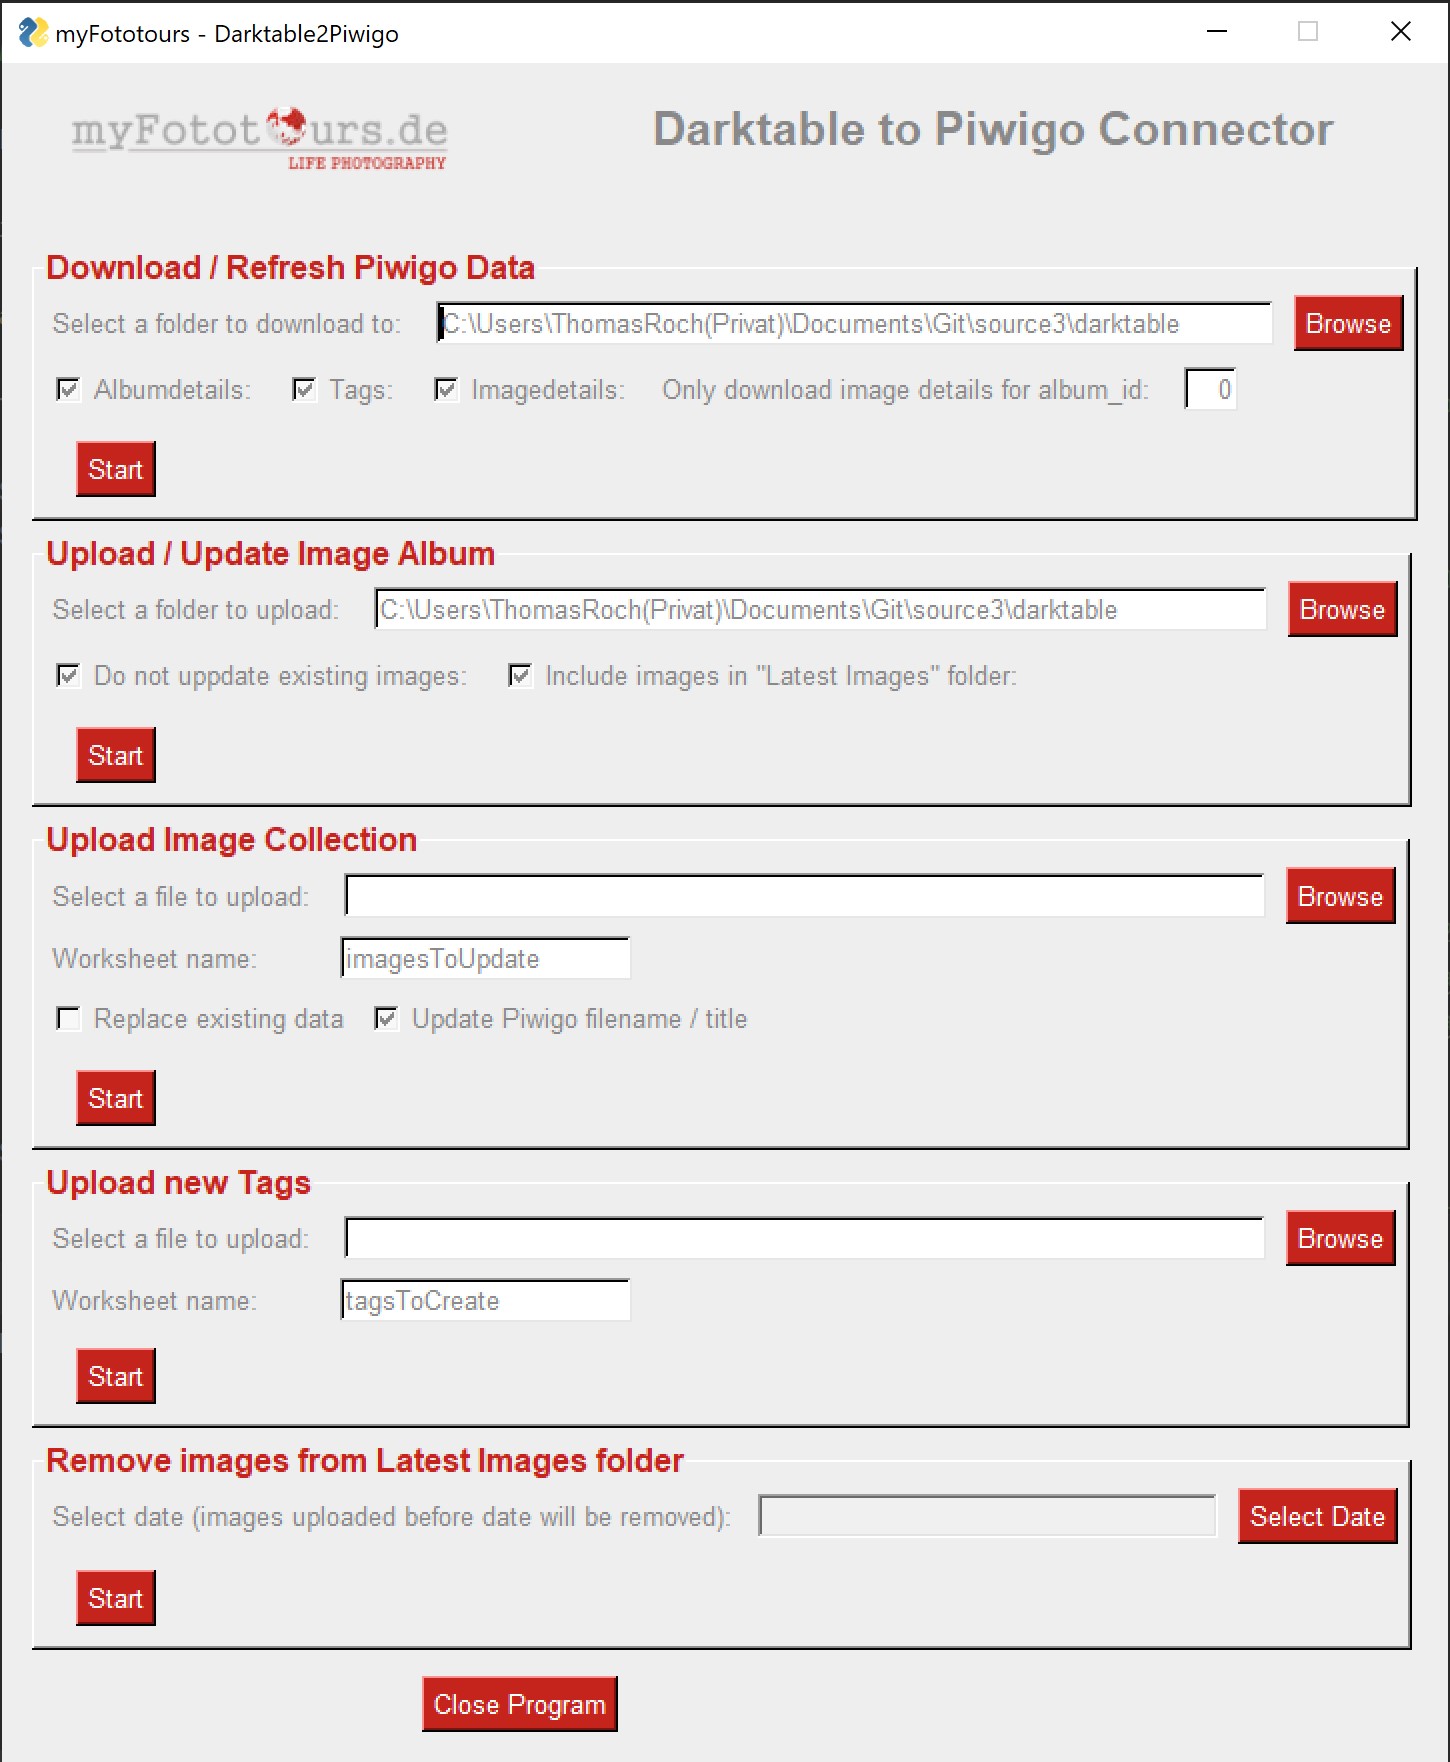 myFototours - Darktable2Piwigo
myFototours.de
LIFE PHOTOGRAPHY
Darktable to Piwigo Connector
Download / Refresh Piwigo Data
Select a folder to download to: C:\Users\ThomasRoch(Privat)\Documents\Git\source3\darktable Browse
Albumdetails: Tags: Imagedetails: Only download image details for album_id: 0
Start
Upload / Update Image Album
Select a folder to upload: C:\Users\ThomasRoch(Privat)\Documents\Git\source3\darktable Browse
Do not uppdate existing images: Include images in "Latest Images" folder:
Start
Upload Image Collection
Select a file to upload: Browse
Worksheet name: imagesToUpdate
Replace existing data Update Piwigo filename / title
Start
Upload new Tags
Select a file to upload: Browse
Worksheet name: tagsToCreate
Start
Remove images from Latest Images folder
Select date (images uploaded before date will be removed): Select Date
Start
Close Program